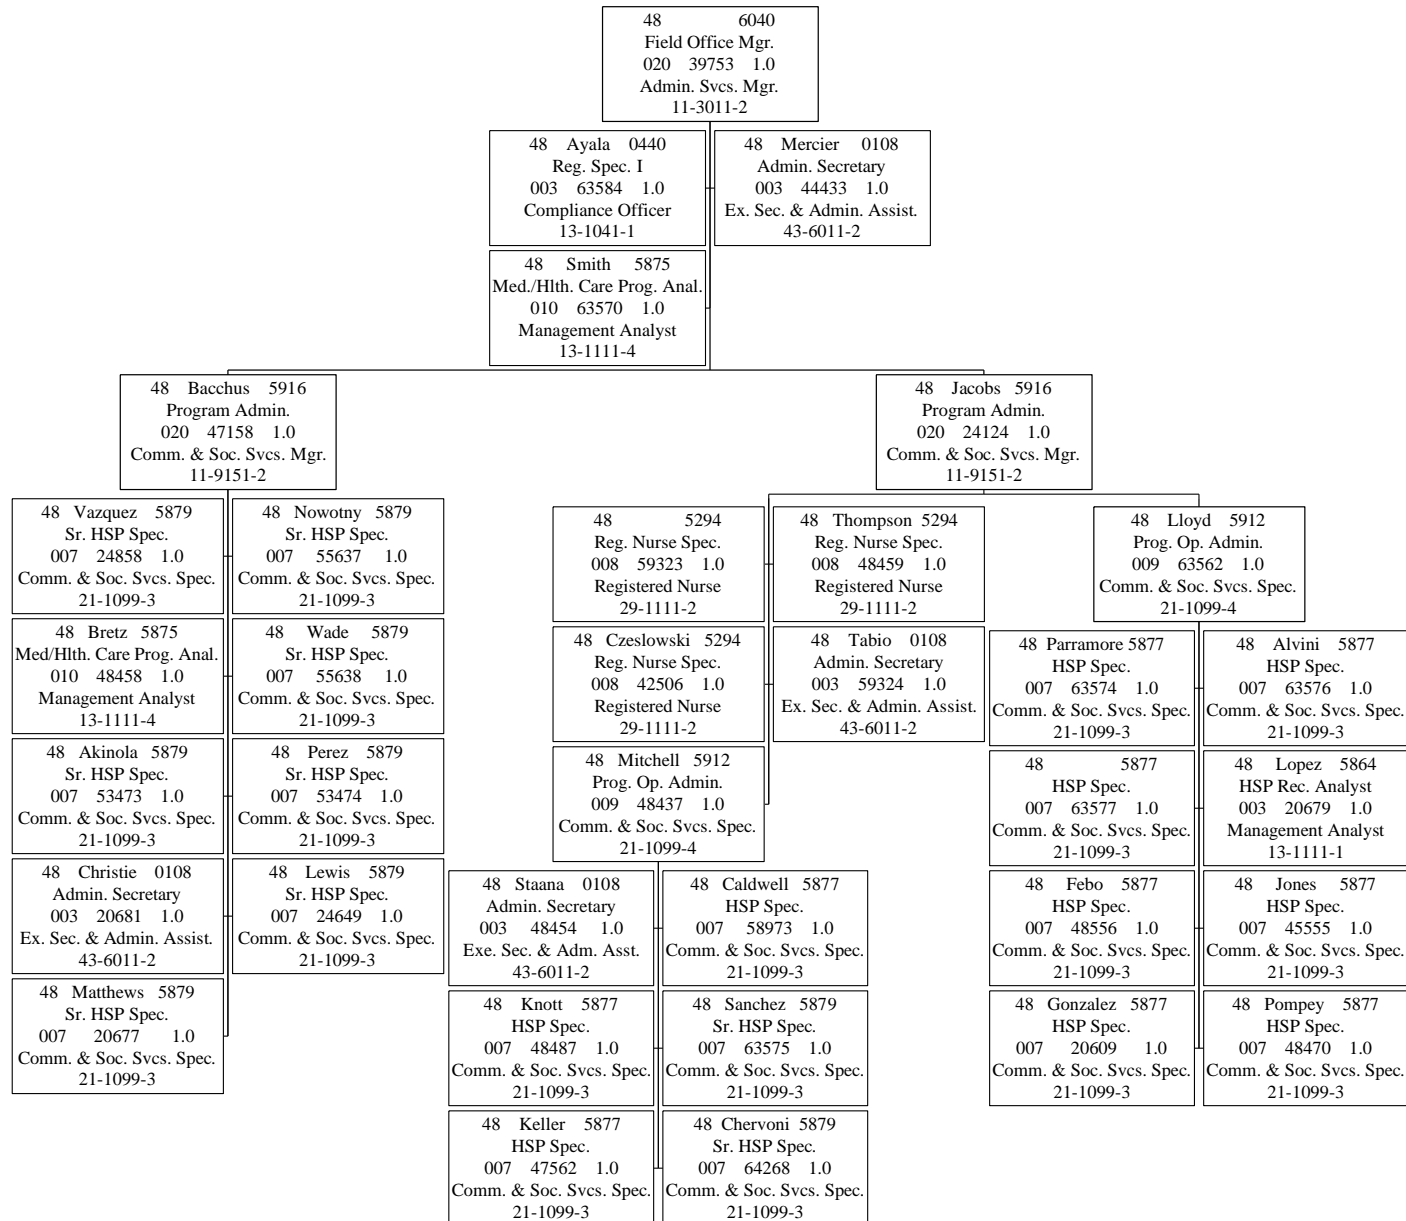 48 6040
Field Office Mgr.
020 39753 1.0
Admin. Svcs. Mgr.
11-3011-2
48 Ayala 0440
Reg. Spec. I
003 63584 1.0
Compliance Officer
13-1041-1
48 Mercier 0108
Admin. Secretary
003 44433 1.0
Ex. Sec. & Admin. Assist.
43-6011-2
48 Smith 5875
Med./Hlth. Care Prog. Anal.
010 63570 1.0
Management Analyst
13-1111-4
48 Bacchus 5916
Program Admin.
020 47158 1.0
Comm. & Soc. Svcs. Mgr.
11-9151-2
48 Jacobs 5916
Program Admin.
020 24124 1.0
Comm. & Soc. Svcs. Mgr.
11-9151-2
48 Vazquez 5879
Sr. HSP Spec.
007 24858 1.0
Comm. & Soc. Svcs. Spec.
21-1099-3
48 Nowotny 5879
Sr. HSP Spec.
007 55637 1.0
Comm. & Soc. Svcs. Spec.
21-1099-3
48 Bretz 5875
Med/Hlth. Care Prog. Anal.
010 48458 1.0
Management Analyst
13-1111-4
48 Wade 5879
Sr. HSP Spec.
007 55638 1.0
Comm. & Soc. Svcs. Spec.
21-1099-3
48 Akinola 5879
Sr. HSP Spec.
007 53473 1.0
Comm. & Soc. Svcs. Spec.
21-1099-3
48 Perez 5879
Sr. HSP Spec.
007 53474 1.0
Comm. & Soc. Svcs. Spec.
21-1099-3
48 Christie 0108
Admin. Secretary
003 20681 1.0
Ex. Sec. & Admin. Assist.
43-6011-2
48 Lewis 5879
Sr. HSP Spec.
007 24649 1.0
Comm. & Soc. Svcs. Spec.
21-1099-3
48 Matthews 5879
Sr. HSP Spec.
007 20677 1.0
Comm. & Soc. Svcs. Spec.
21-1099-3
48 5294
Reg. Nurse Spec.
008 59323 1.0
Registered Nurse
29-1111-2
48 Thompson 5294
Reg. Nurse Spec.
008 48459 1.0
Registered Nurse
29-1111-2
48 Czeslowski 5294
Reg. Nurse Spec.
008 42506 1.0
Registered Nurse
29-1111-2
48 Tabio 0108
Admin. Secretary
003 59324 1.0
Ex. Sec. & Admin. Assist.
43-6011-2
48 Mitchell 5912
Prog. Op. Admin.
009 48437 1.0
Comm. & Soc. Svcs. Spec.
21-1099-4
48 Staana 0108
Admin. Secretary
003 48454 1.0
Exe. Sec. & Adm. Asst.
43-6011-2
48 Caldwell 5877
HSP Spec.
007 58973 1.0
Comm. & Soc. Svcs. Spec.
21-1099-3
48 Knott 5877
HSP Spec.
007 48487 1.0
Comm. & Soc. Svcs. Spec.
21-1099-3
48 Sanchez 5879
Sr. HSP Spec.
007 63575 1.0
Comm. & Soc. Svcs. Spec.
21-1099-3
48 Keller 5877
HSP Spec.
007 47562 1.0
Comm. & Soc. Svcs. Spec.
21-1099-3
48 Chervoni 5879
Sr. HSP Spec.
007 64268 1.0
Comm. & Soc. Svcs. Spec.
21-1099-3
48 Lloyd 5912
Prog. Op. Admin.
009 63562 1.0
Comm. & Soc. Svcs. Spec.
21-1099-4
48 Parramore 5877
HSP Spec.
007 63574 1.0
Comm. & Soc. Svcs. Spec.
21-1099-3
48 Alvini 5877
HSP Spec.
007 63576 1.0
Comm. & Soc. Svcs. Spec.
21-1099-3
48 5877
HSP Spec.
007 63577 1.0
Comm. & Soc. Svcs. Spec.
21-1099-3
48 Lopez 5864
HSP Rec. Analyst
003 20679 1.0
Management Analyst
13-1111-1
48 Febo 5877
HSP Spec.
007 48556 1.0
Comm. & Soc. Svcs. Spec.
21-1099-3
48 Jones 5877
HSP Spec.
007 45555 1.0
Comm. & Soc. Svcs. Spec.
21-1099-3
48 Gonzalez 5877
HSP Spec.
007 20609 1.0
Comm. & Soc. Svcs. Spec.
21-1099-3
48 Pompey 5877
HSP Spec.
007 48470 1.0
Comm. & Soc. Svcs. Spec.
21-1099-3